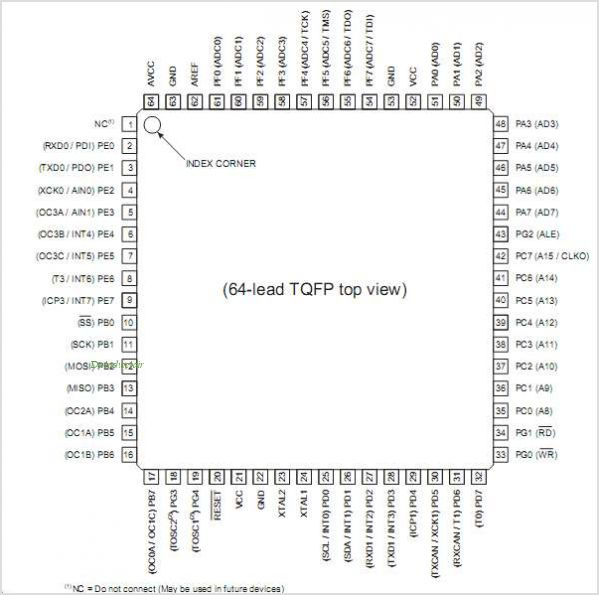 AVCC
GND
AREF
PF0 (ADC0)
PF1 (ADC1)
PF2 (ADC2)
PF3 (ADC3)
PF4 (ADC4 / TCK)
PF5 (ADC5 / TMS)
PF6 (ADC6 / TDO)
PF7 (ADC7 / TDI)
GND
VCC
PA0 (AD0)
PA1 (AD1)
PA2 (AD2)
64 63 62 61 60 59 58 57 56 55 54 53 52 51 50 49
NC(1) 1
(RXD0 / PDI) PE0 2
(TXD0 / PDO) PE1 3
(XCK0 / AIN0) PE2 4
(OC3A / AIN1) PE3 5
(OC3B / INT4) PE4 6
(OC3C / INT5) PE5 7
(T3 / INT6) PE6 8
(ICP3 / INT7) PE7 9
(SS) PB0 10
(SCK) PB1 11
(MOSI) PB2 12
(MISO) PB3 13
(OC2A) PB4 14
(OC1A) PB5 15
(OC1B) PB6 16
INDEX CORNER
(64-lead TQFP top view)
48 PA3 (AD3)
47 PA4 (AD4)
46 PA5 (AD5)
45 PA6 (AD6)
44 PA7 (AD7)
43 PG2 (ALE)
42 PC7 (A15 / CLKO)
41 PC6 (A14)
40 PC5 (A13)
39 PC4 (A12)
38 PC3 (A11)
37 PC2 (A10)
36 PC1 (A9)
35 PC0 (A8)
34 PG1 (RD)
33 PG0 (WR)
17 18 19 20 21 22 23 24 25 26 27 28 29 30 31 32
(OC0A / OC1C) PB7
(TOSC2(2)) PG3
(TOSC1(2)) PG4
RESET
VCC
GND
XTAL2
XTAL1
(SCL / INT0) PD0
(SDA / INT1) PD1
(RXD1 / INT2) PD2
(TXD1 / INT3) PD3
(ICP1) PD4
(TXCAN / XCK1) PD5
(RXCAN / T1) PD6
(T0) PD7
(1)NC = Do not connect (May be used in future devices)